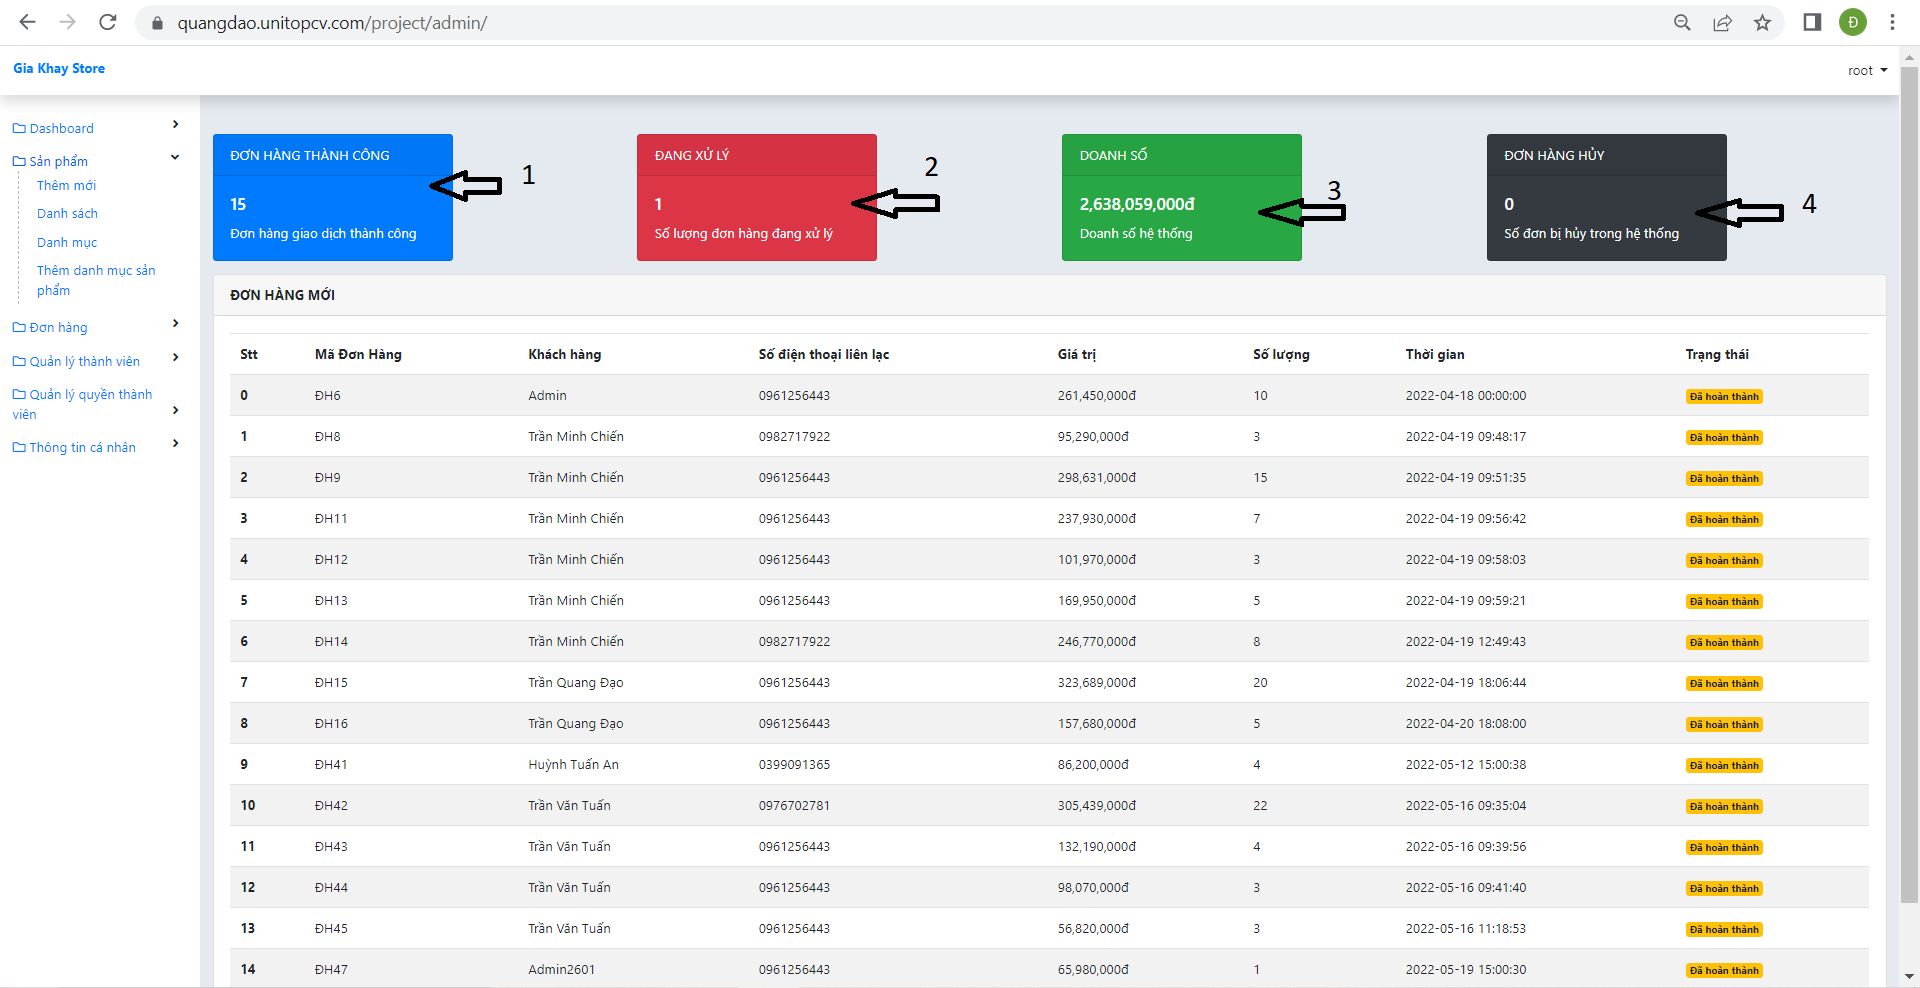 quangdao.unitopcv.com/project/admin/
Đ
Gia Khay Store
root
Dashboard
Sản phẩm
Thêm mới
Danh sách
Danh mục
Thêm danh mục sản
phẩm
Đơn hàng
Quản lý thành viên
Quản lý quyền thành
viên
Thông tin cá nhân
ĐƠN HÀNG THÀNH CÔNG
15
Đơn hàng giao dịch thành công
1
ĐANG XỬ LÝ
1
Số lượng đơn hàng đang xử lý
2
DOANH SỐ
2,638,059,000đ
Doanh số hệ thống
3
ĐƠN HÀNG HỦY
0
Số đơn bị hủy trong hệ thống
4
ĐƠN HÀNG MỚI
Stt Mã Đơn Hàng Khách hàng Số điện thoại liên lạc Giá trị Số lượng Thời gian Trạng thái
0 ĐH6 Admin 0961256443 261,450,000đ 10 2022-04-18 00:00:00 Đã hoàn thành
1 ĐH8 Trần Minh Chiến 0982717922 95,290,000đ 3 2022-04-19 09:48:17 Đã hoàn thành
2 ĐH9 Trần Minh Chiến 0961256443 298,631,000đ 15 2022-04-19 09:51:35 Đã hoàn thành
3 ĐH11 Trần Minh Chiến 0961256443 237,930,000đ 7 2022-04-19 09:56:42 Đã hoàn thành
4 ĐH12 Trần Minh Chiến 0961256443 101,970,000đ 3 2022-04-19 09:58:03 Đã hoàn thành
5 ĐH13 Trần Minh Chiến 0961256443 169,950,000đ 5 2022-04-19 09:59:21 Đã hoàn thành
6 ĐH14 Trần Minh Chiến 0982717922 246,770,000đ 8 2022-04-19 12:49:43 Đã hoàn thành
7 ĐH15 Trần Quang Đạo 0961256443 323,689,000đ 20 2022-04-19 18:06:44 Đã hoàn thành
8 ĐH16 Trần Quang Đạo 0961256443 157,680,000đ 5 2022-04-20 18:08:00 Đã hoàn thành
9 ĐH41 Huỳnh Tuấn An 0399091365 86,200,000đ 4 2022-05-12 15:00:38 Đã hoàn thành
10 ĐH42 Trần Văn Tuấn 0976702781 305,439,000đ 22 2022-05-16 09:35:04 Đã hoàn thành
11 ĐH43 Trần Văn Tuấn 0961256443 132,190,000đ 4 2022-05-16 09:39:56 Đã hoàn thành
12 ĐH44 Trần Văn Tuấn 0961256443 98,070,000đ 3 2022-05-16 09:41:40 Đã hoàn thành
13 ĐH45 Trần Văn Tuấn 0961256443 56,820,000đ 3 2022-05-16 11:18:53 Đã hoàn thành
14 ĐH47 Admin2601 0961256443 65,980,000đ 1 2022-05-19 15:00:30 Đã hoàn thành